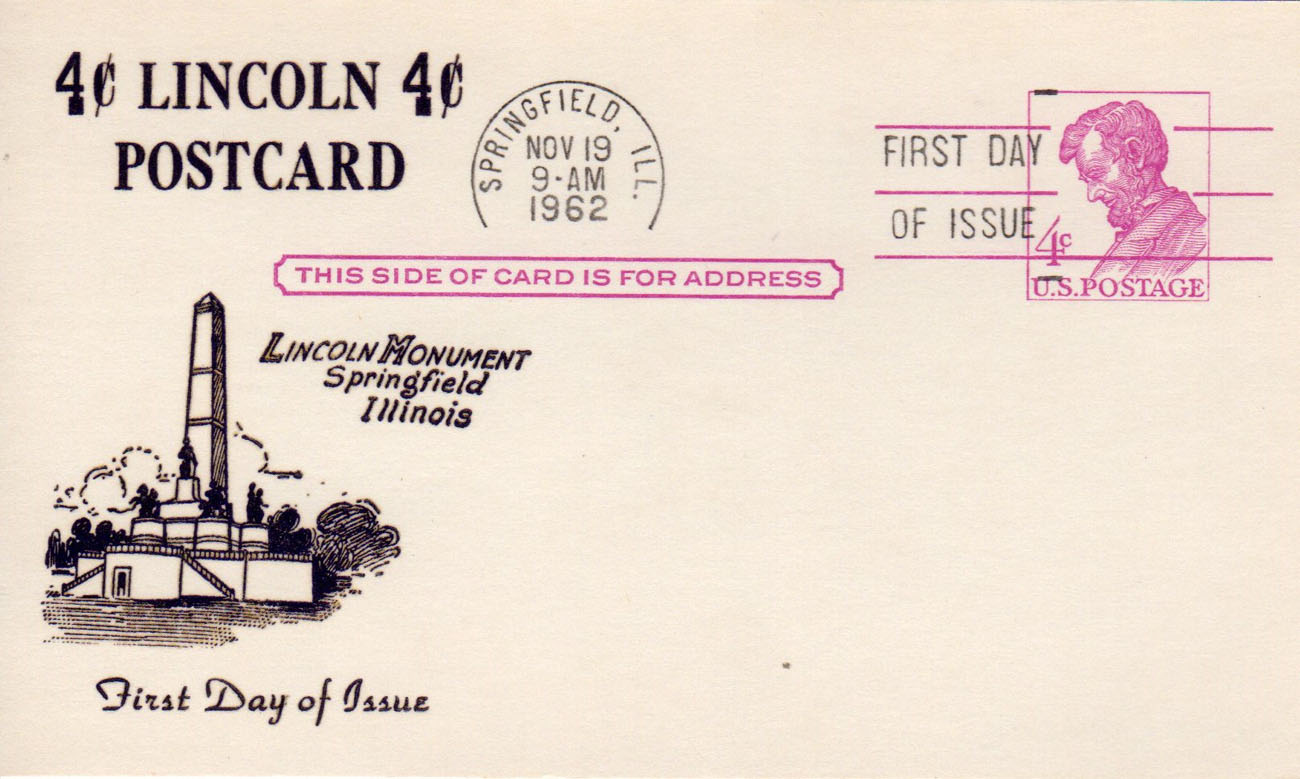 4¢ LINCOLN 4¢
POSTCARD
SPRINGFIELD, ILL.
NOV 19
9-AM
1962
FIRST DAY
OF ISSUE
4c
U.S.POSTAGE
THIS SIDE OF CARD IS FOR ADDRESS
LINCOLN MONUMENT
Springfield
Illinois
First Day of Issue